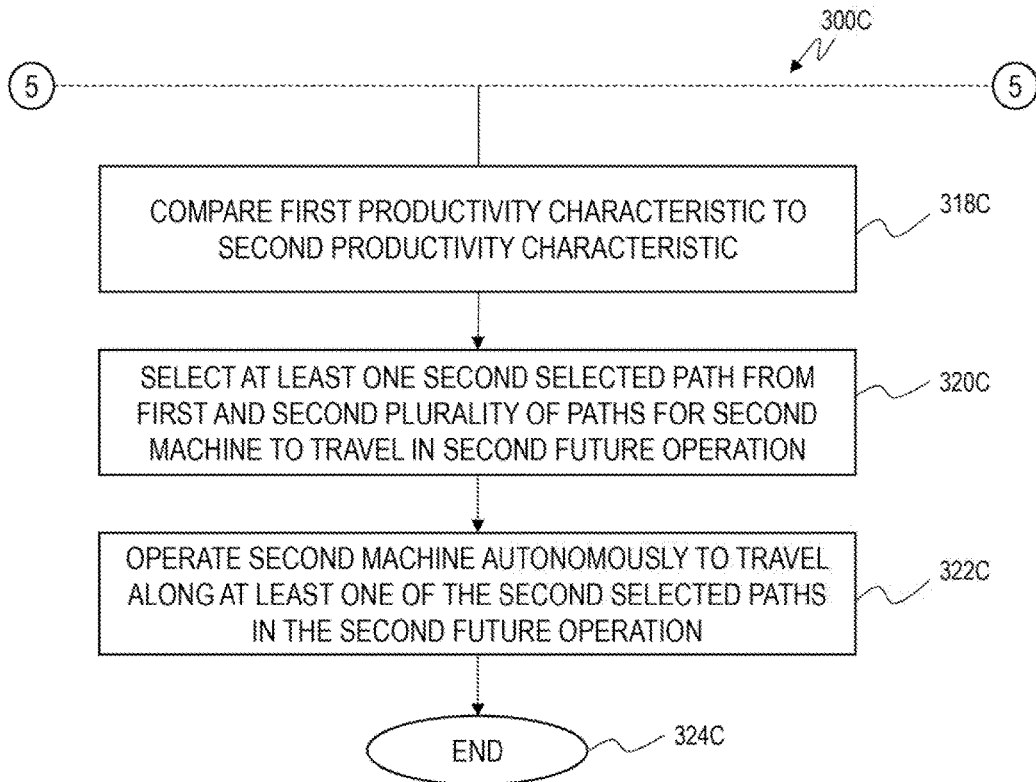 300C
5
5
COMPARE FIRST PRODUCTIVITY CHARACTERISTIC TO
SECOND PRODUCTIVITY CHARACTERISTIC
318C
SELECT AT LEAST ONE SECOND SELECTED PATH FROM
FIRST AND SECOND PLURALITY OF PATHS FOR SECOND
MACHINE TO TRAVEL IN SECOND FUTURE OPERATION
320C
OPERATE SECOND MACHINE AUTONOMOUSLY TO TRAVEL
ALONG AT LEAST ONE OF THE SECOND SELECTED PATHS
IN THE SECOND FUTURE OPERATION
322C
END
324C